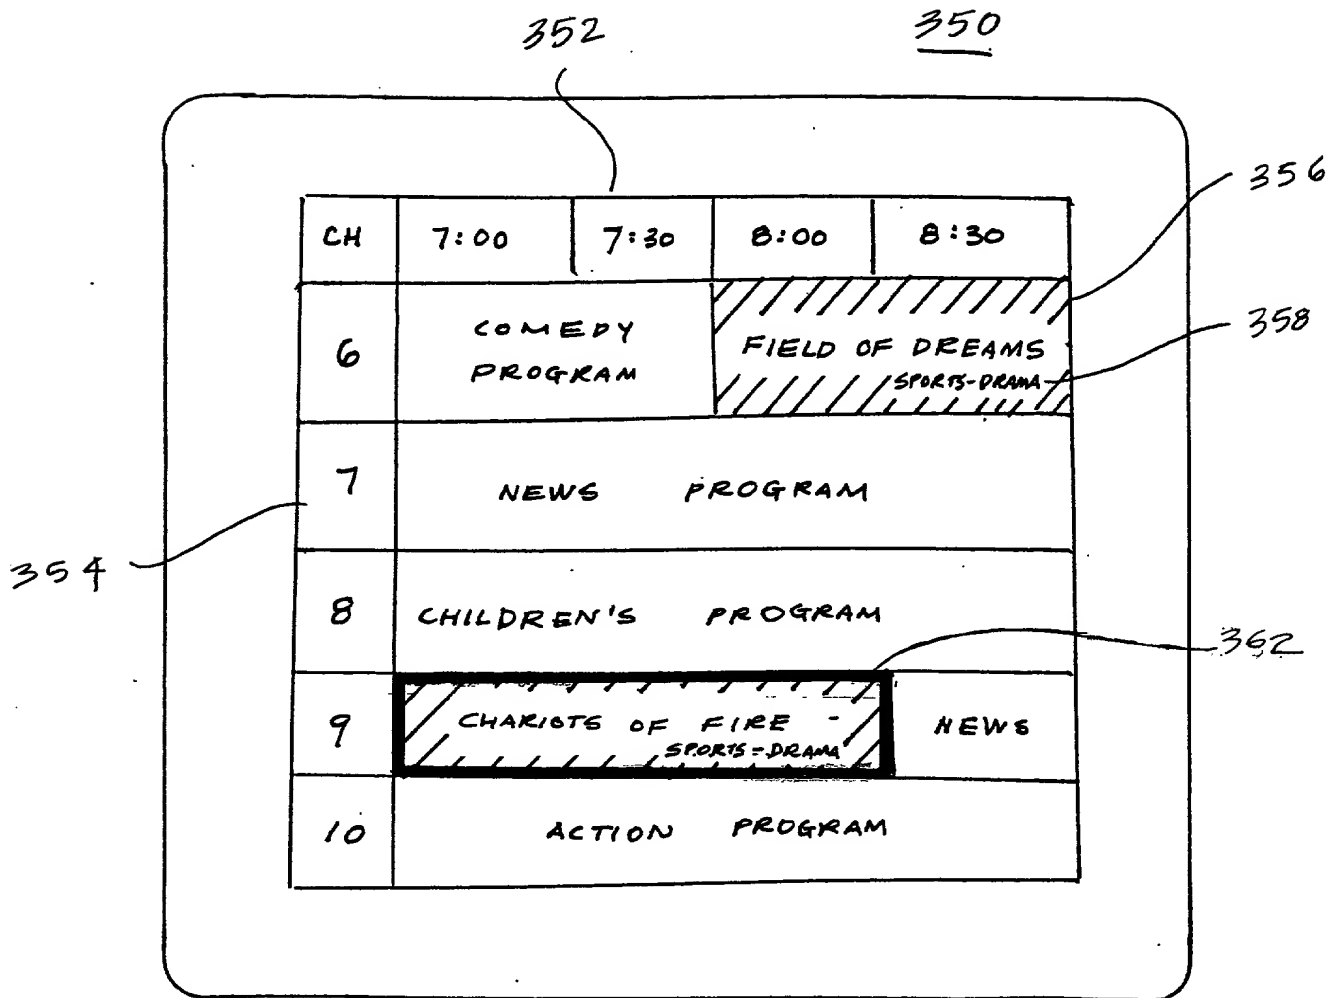 352
350
356
CH 7:00 7:30 8:00 8:30
358
6 COMEDY PROGRAM
FIELD OF DREAMS
SPORTS-DRAMA
7 NEWS PROGRAM
354
8 CHILDREN'S PROGRAM
362
9 CHARIOTS OF FIRE NEWS
SPORTS-DRAMA
10 ACTION PROGRAM